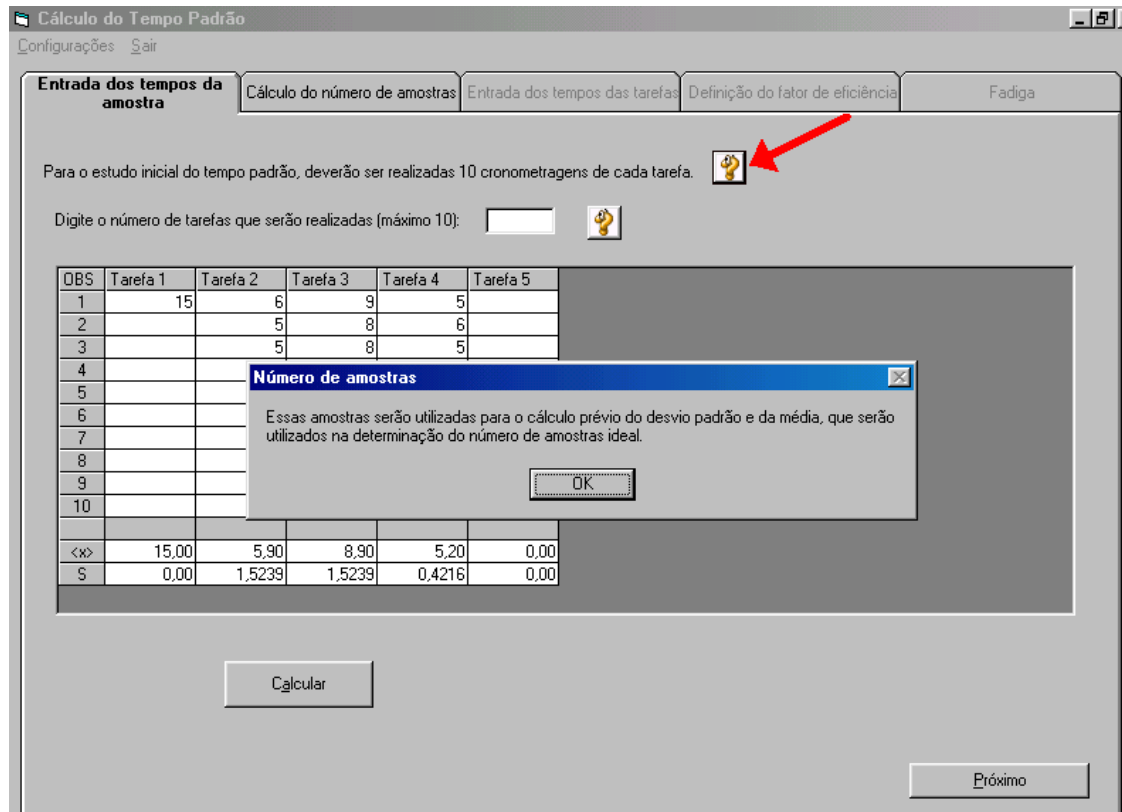 Cálculo do Tempo Padrão
Configurações Sair
Entrada dos tempos da
amostra
Cálculo do número de amostras
Entrada dos tempos das tarefas
Definição do fator de eficiência
Fadiga
Para o estudo inicial do tempo padrão, deverão ser realizadas 10 cronometragens de cada tarefa.
Digite o número de tarefas que serão realizadas (máximo 10):
OBS Tarefa 1 Tarefa 2 Tarefa 3 Tarefa 4 Tarefa 5
1 15 6 9 5
2 5 8 6
3 5 8 5
4
5
6
7
8
9
10
Número de amostras
Essas amostras serão utilizadas para o cálculo prévio do desvio padrão e da média, que serão
utilizados na determinação do número de amostras ideal.
OK
<x> 15,00 5,90 8,90 5,20 0,00
S 0,00 1,5239 1,5239 0,4216 0,00
Calcular
Próximo